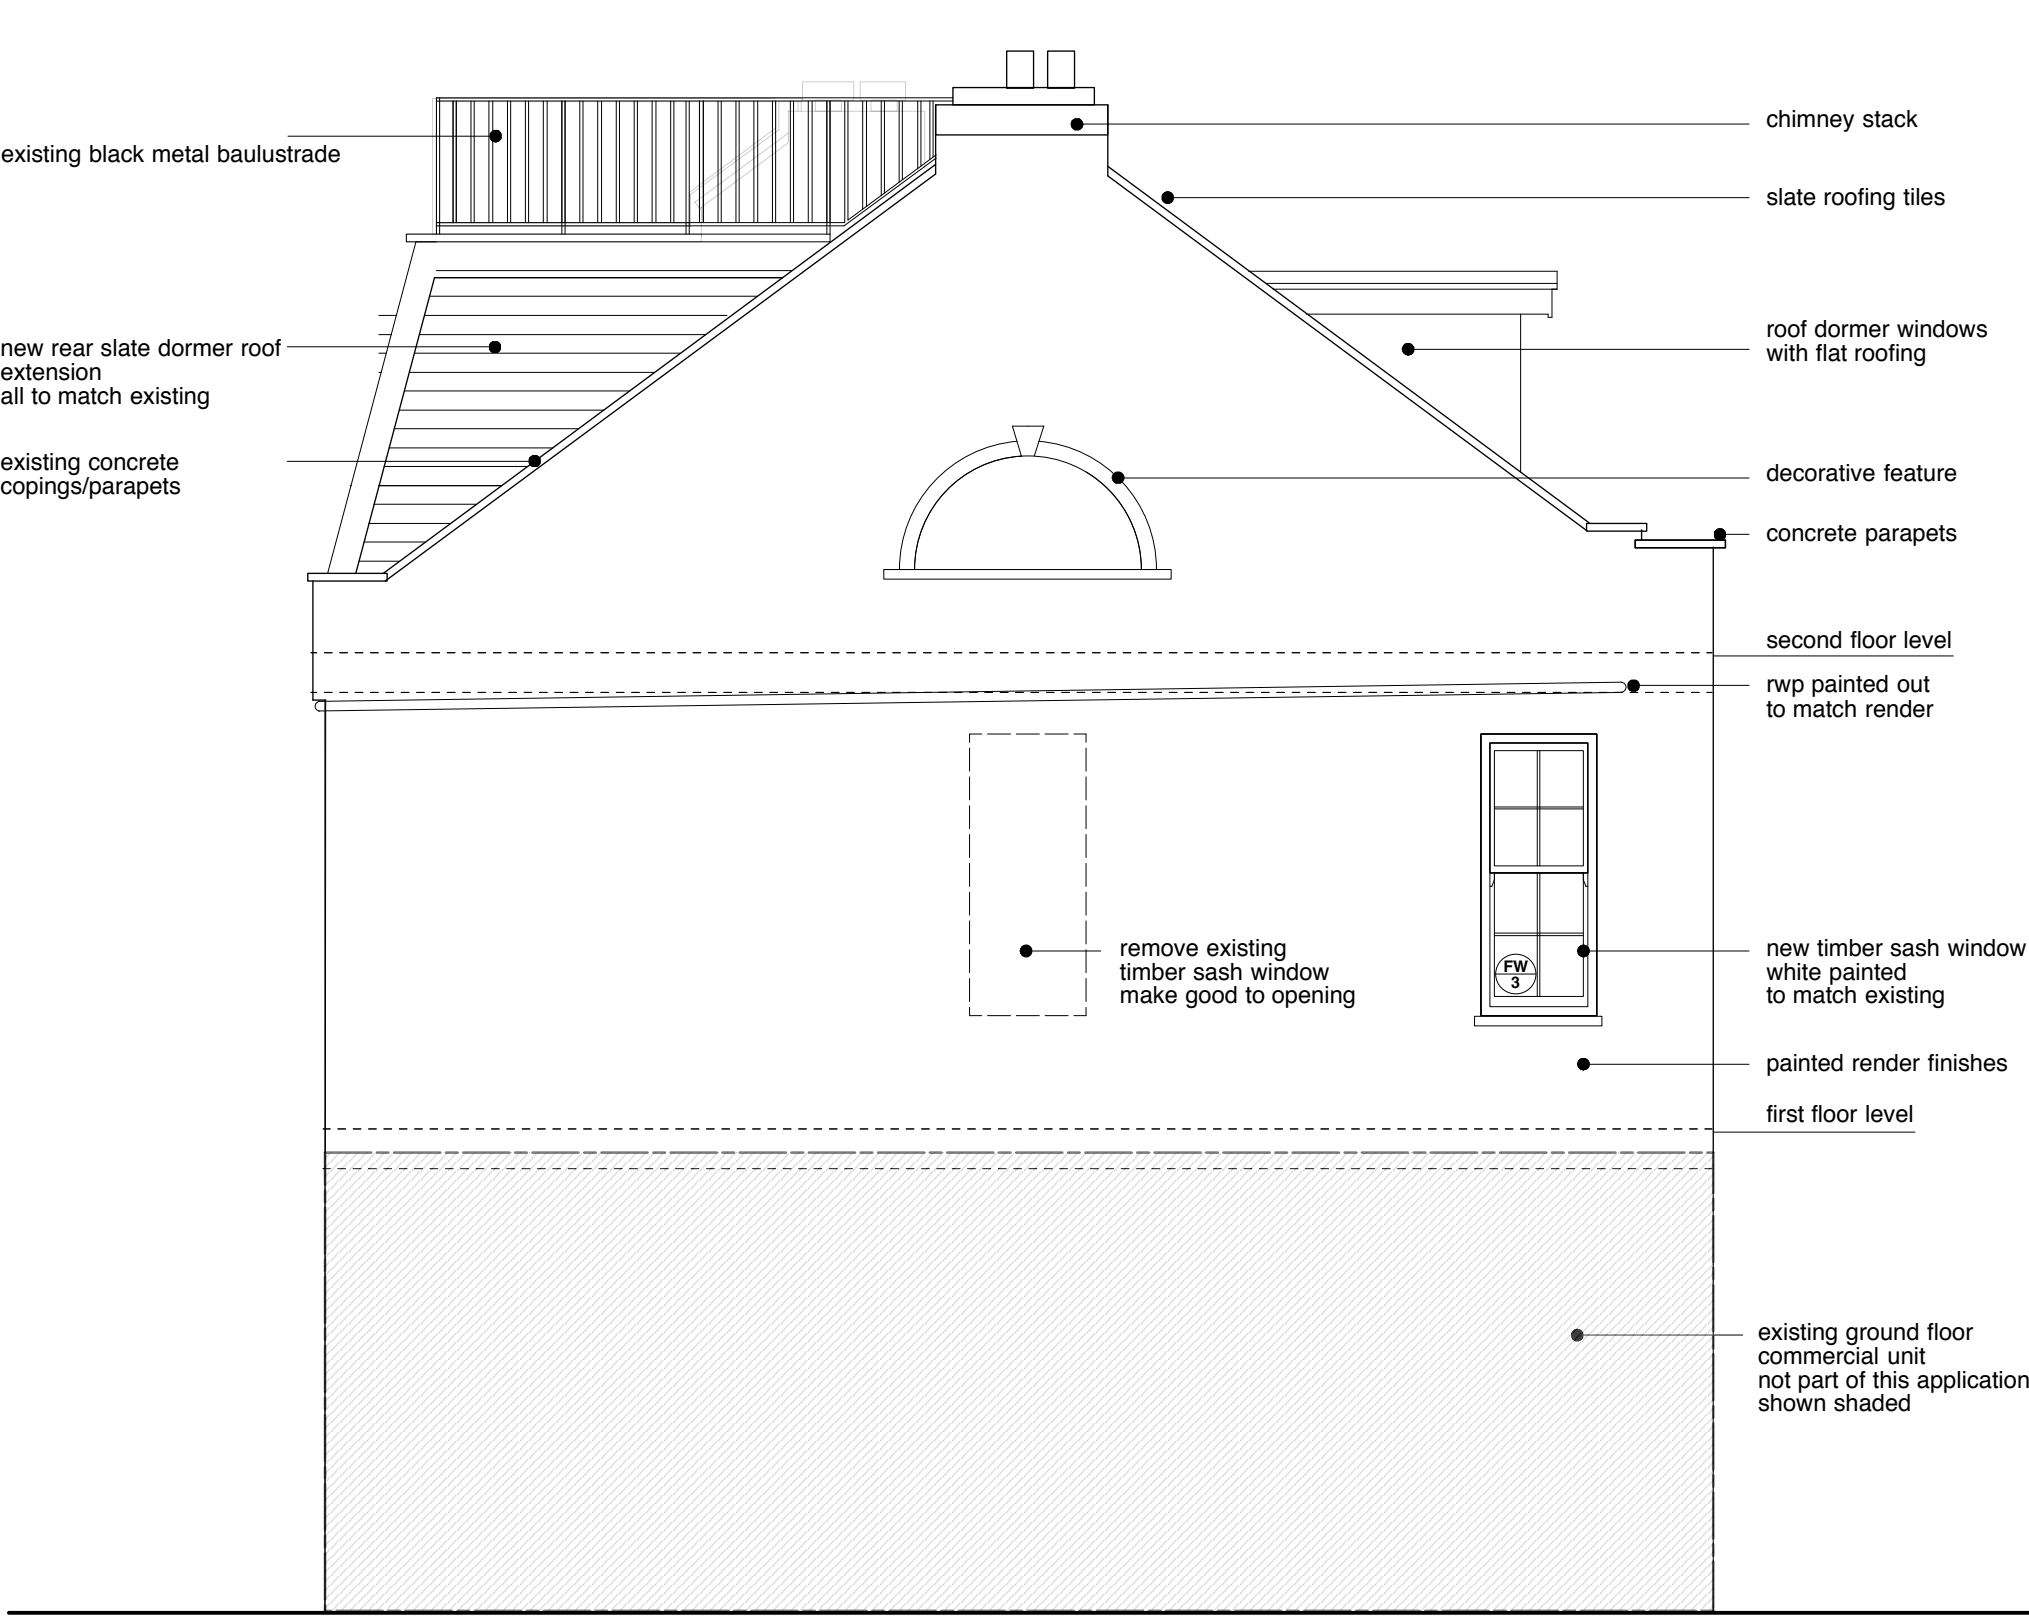 existing black metal baulustrade
new rear slate dormer roof
extension
all to match existing
existing concrete
copings/parapets
chimney stack
slate roofing tiles
roof dormer windows
with flat roofing
decorative feature
concrete parapets
second floor level
rwp painted out
to match render
remove existing
timber sash window
make good to opening
FW
3
new timber sash window
white painted
to match existing
painted render finishes
first floor level
existing ground floor
commercial unit
not part of this application
shown shaded